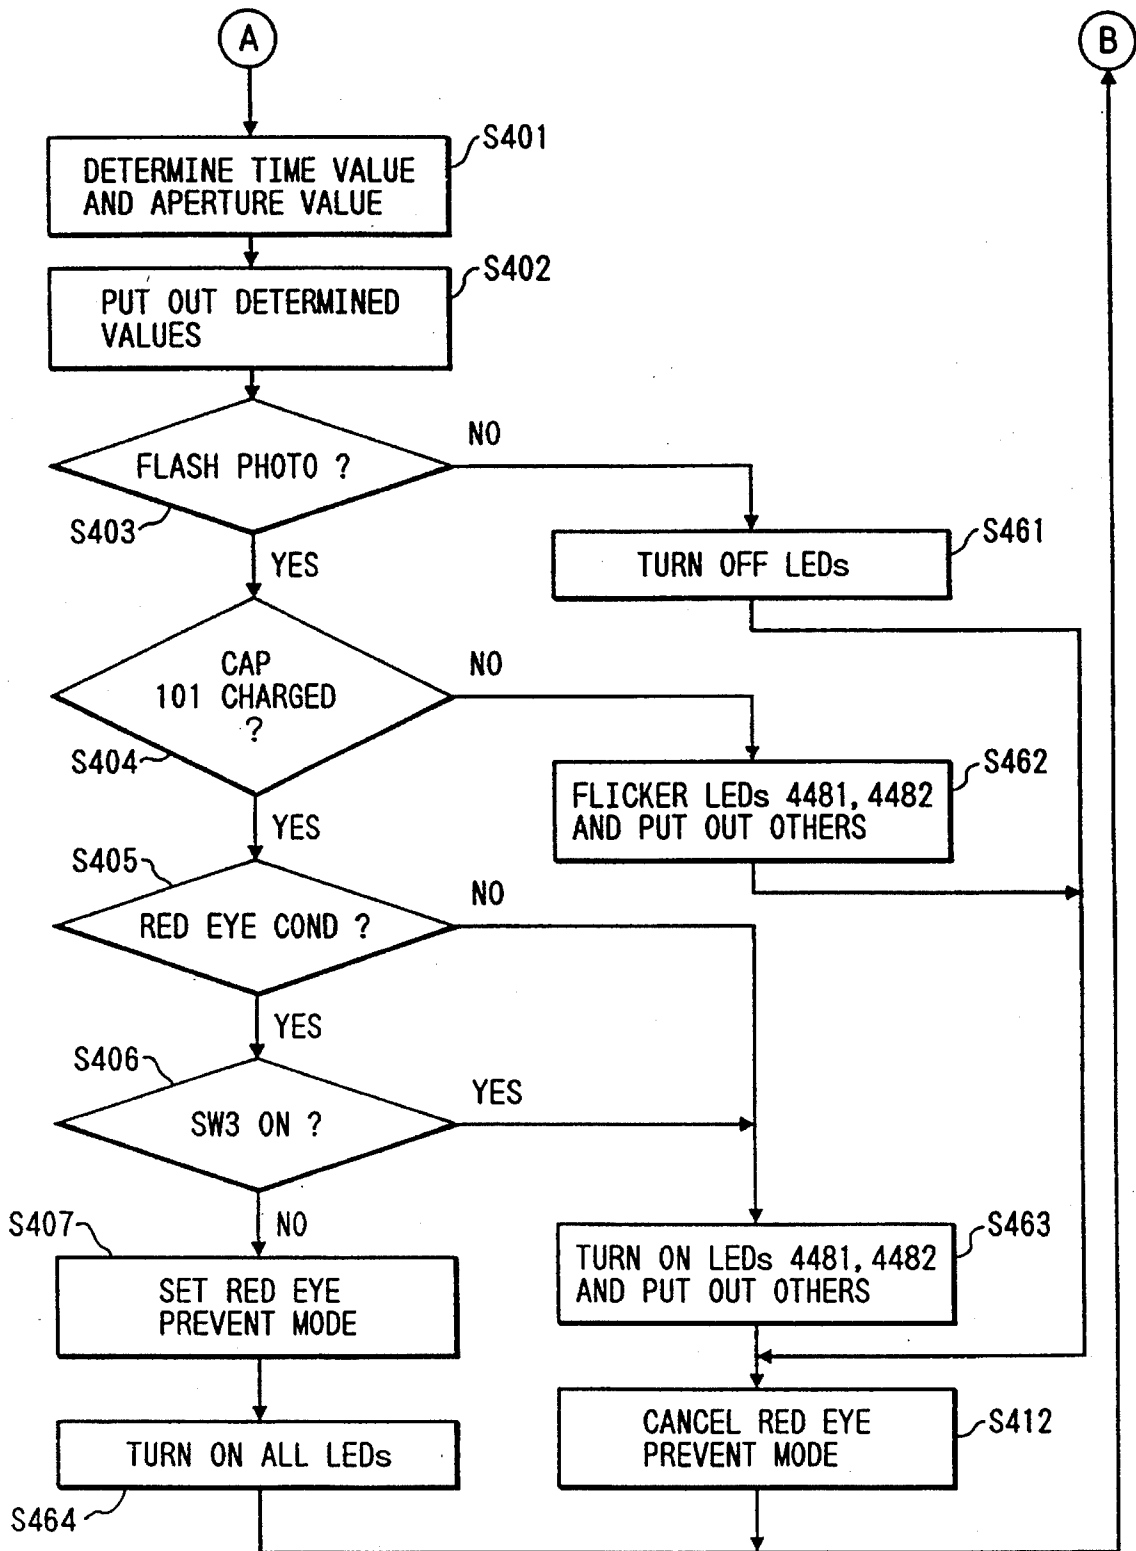 A
B
S401
DETERMINE TIME VALUE
AND APERTURE VALUE
S402
PUT OUT DETERMINED
VALUES
NO
FLASH PHOTO ?
S403
YES
S461
TURN OFF LEDs
NO
CAP
101 CHARGED
?
S404
YES
S462
FLICKER LEDs 4481, 4482
AND PUT OUT OTHERS
S405
NO
RED EYE COND ?
YES
S406
YES
SW3 ON ?
NO
S407
SET RED EYE
PREVENT MODE
S463
TURN ON LEDs 4481, 4482
AND PUT OUT OTHERS
TURN ON ALL LEDs
S464
CANCEL RED EYE
PREVENT MODE
S412